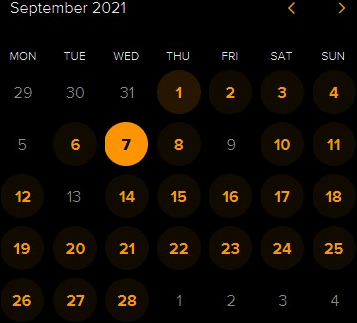 September 2021
MON TUE WED THU FRI SAT SUN
29 30 31 1 2 3 4
5 6 7 8 9 10 11
12 13 14 15 16 17 18
19 20 21 22 23 24 25
26 27 28 1 2 3 4